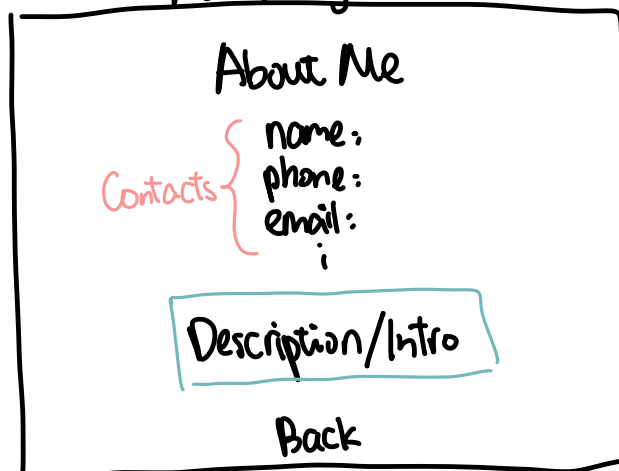 About Me
name:
phone:
Contacts
email:
⋮
Description/Intro
Back